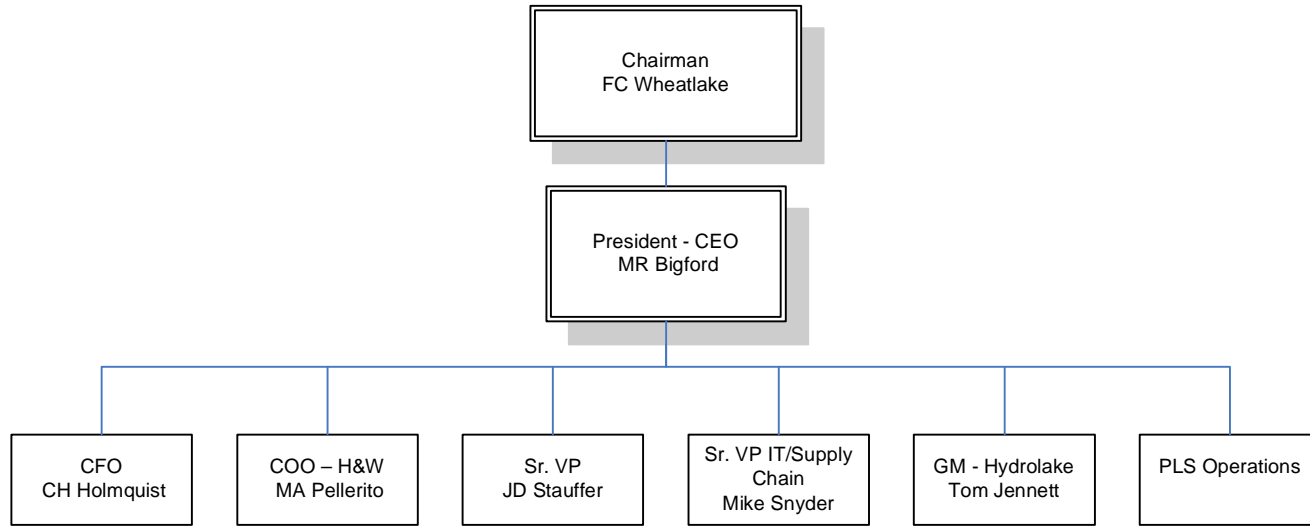 Chairman
FC Wheatlake
President - CEO
MR Bigford
CFO
CH Holmquist
COO – H&W
MA Pellerito
Sr. VP
JD Stauffer
Sr. VP IT/Supply
Chain
Mike Snyder
GM - Hydrolake
Tom Jennett
PLS Operations